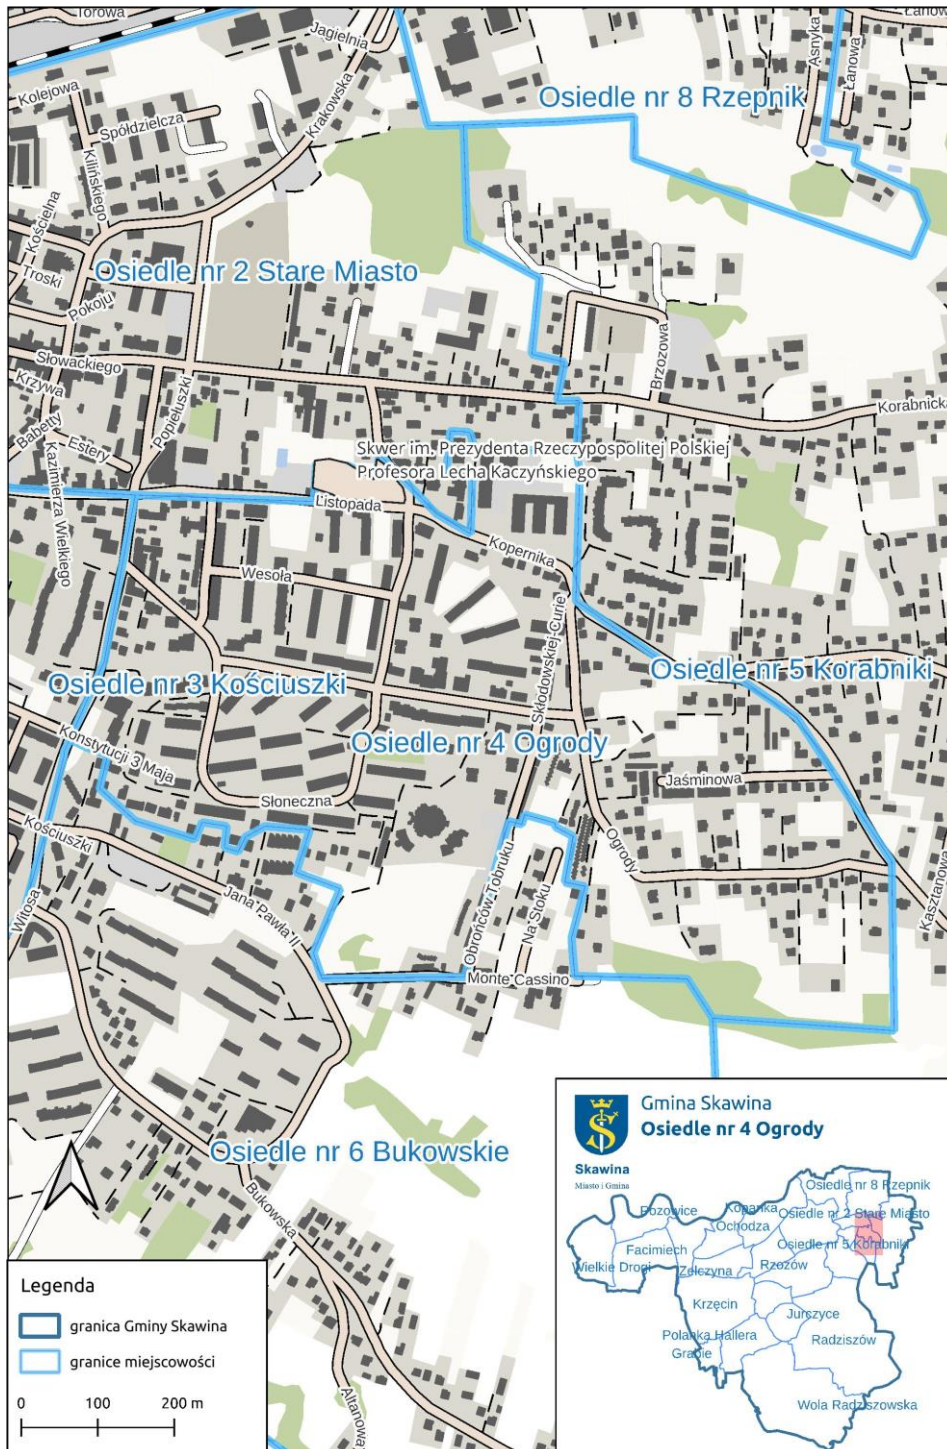 Torowa
Jagielnia
Łanowa
Asnyka
Łanowa
Kolejowa
Krakowska
Osiedle nr 8 Rzepnik
Spółdzielcza
Kilińskiego
Kościelna
Osiedle nr 2 Stare Miasto
Troski
Pokoju
Słowackiego
Brzozowa
Krzywa
Popiełuszki
Korabnicka
Babetty
Estery
Skwer im. Prezydenta Rzeczypospolitej Polskiej
Profesora Lecha Kaczyńskiego
Kazimierza Wielkiego
Listopada
Kopernika
Wesoła
Skłodowskiej-Curie
Osiedle nr 3 Kościuszki
Osiedle nr 5 Korabniki
Konstytucji 3 Maja
Osiedle nr 4 Ogrody
Jaśminowa
Słoneczna
Kościuszki
Ogrody
Obrońców Tobruku
Witosa
Jana Pawła II
Na Stoku
Kasztanowa
Monte Cassino
Osiedle nr 6 Bukowskie
Bukowska
Altanowa
Gmina Skawina
Osiedle nr 4 Ogrody
Skawina
Miasto i Gmina
Osiedle nr 8 Rzepnik
Pozowice
Kopanka
Osiedle nr 2 Stare Miasto
Ochodza
Facimiech
Osiedle nr 5 Korabniki
Wielkie Drogi
Zelczyna
Rzozów
Krzęcin
Jurczyce
Polanka Hallera
Radziszów
Grabie
Wola Radziszowska
Legenda
granica Gminy Skawina
granice miejscowości
0 100 200 m